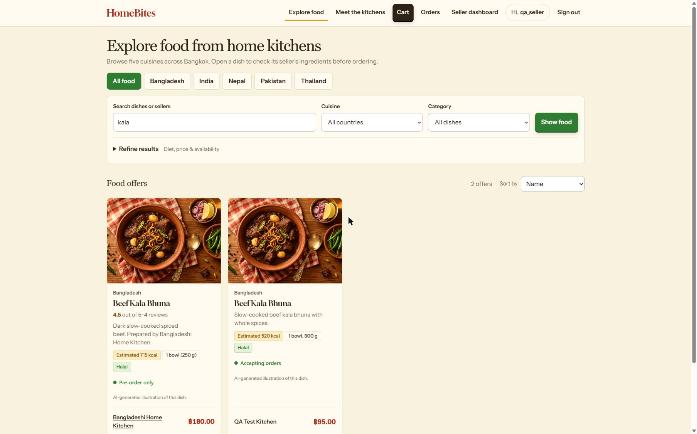 HomeBites
Explore food
Meet the kitchens
Cart
Orders
Seller dashboard
Hi, qa_seller
Sign out
Explore food from home kitchens
Browse five cuisines across Bangkok. Open a dish to check its seller's ingredients before ordering.
All food
Bangladesh
India
Nepal
Pakistan
Thailand
Search dishes or sellers
Cuisine
Category
kala
All countries
All dishes
Show food
Refine results Diet, price & availability
Food offers
2 offers
Sort by
Name
Bangladesh
Beef Kala Bhuna
4.5 out of 5 · 4 reviews
Dark slow-cooked spiced
beef. Prepared by Bangladeshi
Home Kitchen.
Estimated 715 kcal
1 bowl (250 g)
Halal
Pre-order only
AI-generated illustration of this dish.
Bangladeshi Home
Kitchen
฿180.00
Bangladesh
Beef Kala Bhuna
Slow-cooked beef kala bhuna with
whole spices.
Estimated 520 kcal
1 bowl, 300 g
Halal
Accepting orders
AI-generated illustration of this dish.
QA Test Kitchen
฿95.00